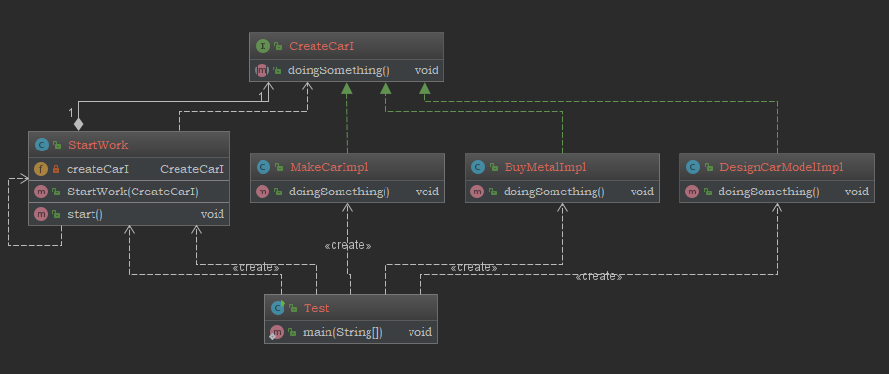 CreateCarI
doingSomething() void
1
1
StartWork
createCarI CreateCarI
StartWork(CreateCarI)
start() void
MakeCarImpl
doingSomething() void
BuyMetalImpl
doingSomething() void
DesignCarModelImpl
doingSomething() void
«create»
«create»
«create»
«create»
Test
main(String[]) void